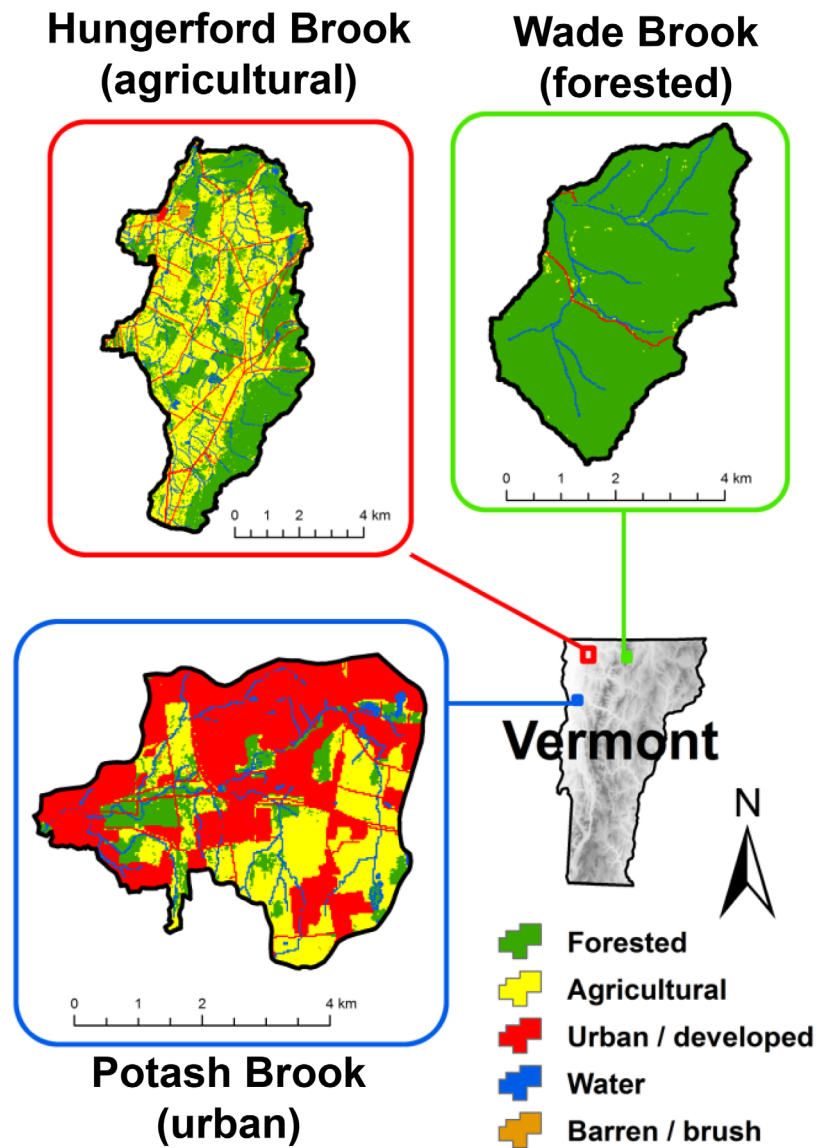 Hungerford Brook
(agricultural)
Wade Brook
(forested)
0 1 2 4 km
0 1 2 4 km
Vermont
N
0 1 2 4 km
Potash Brook
(urban)
Forested
Agricultural
Urban / developed
Water
Barren / brush